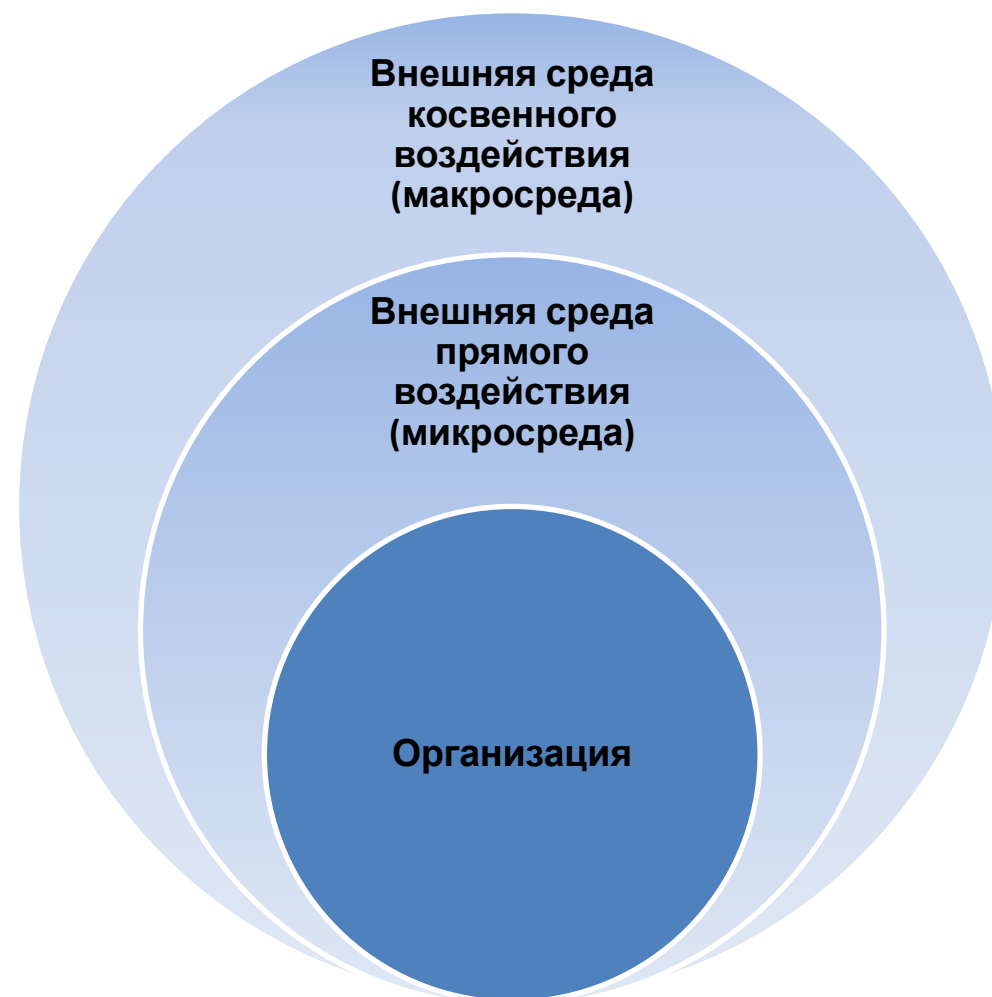 Внешняя среда
косвенного
воздействия
(макросреда)
Внешняя среда
прямого
воздействия
(микросреда)
Организация